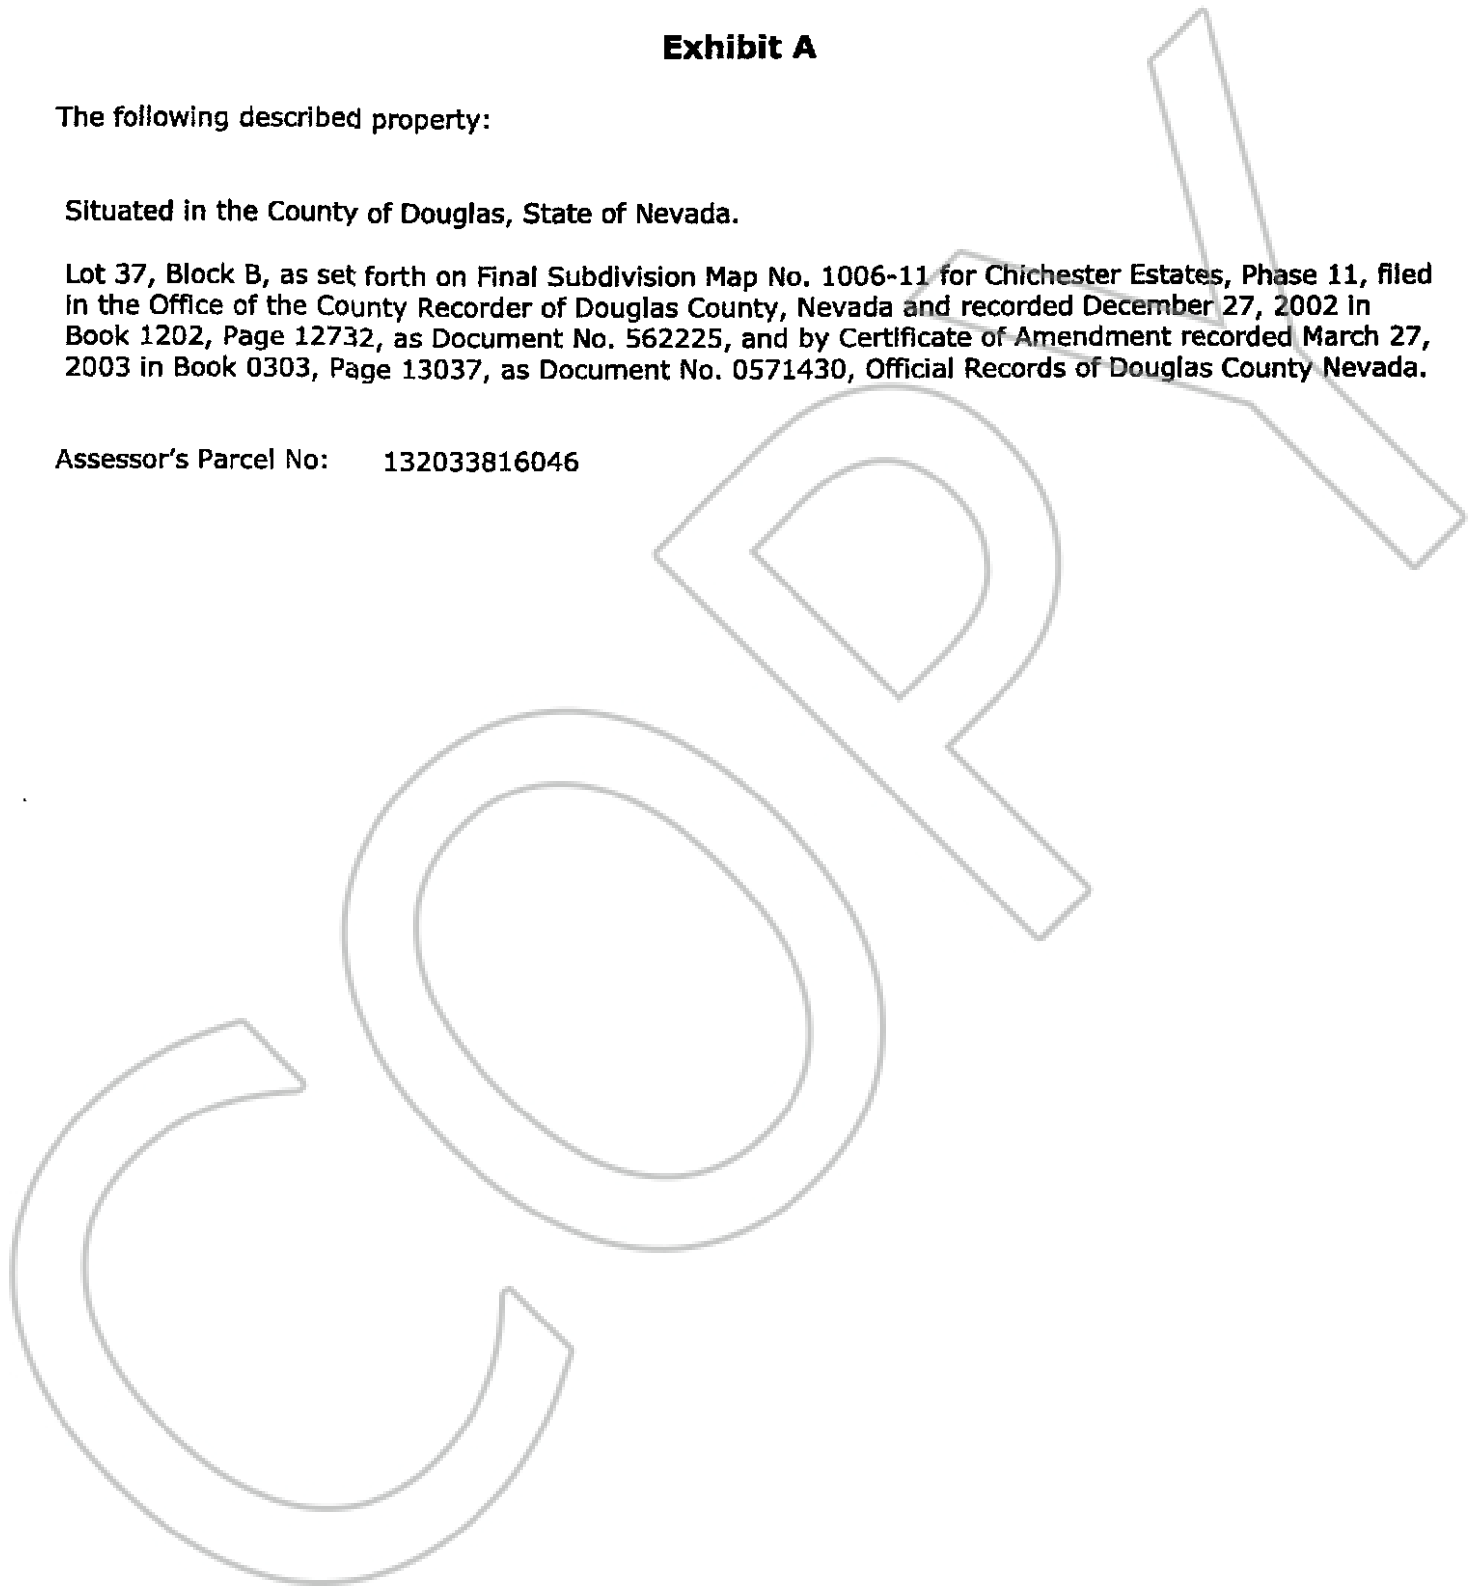 Exhibit A
The following described property:
Situated in the County of Douglas, State of Nevada.
Lot 37, Block B, as set forth on Final Subdivision Map No. 1006-11 for Chichester Estates, Phase 11, filed
in the Office of the County Recorder of Douglas County, Nevada and recorded December 27, 2002 in
Book 1202, Page 12732, as Document No. 562225, and by Certificate of Amendment recorded March 27,
2003 in Book 0303, Page 13037, as Document No. 0571430, Official Records of Douglas County Nevada.
Assessor's Parcel No: 132033816046
COPY